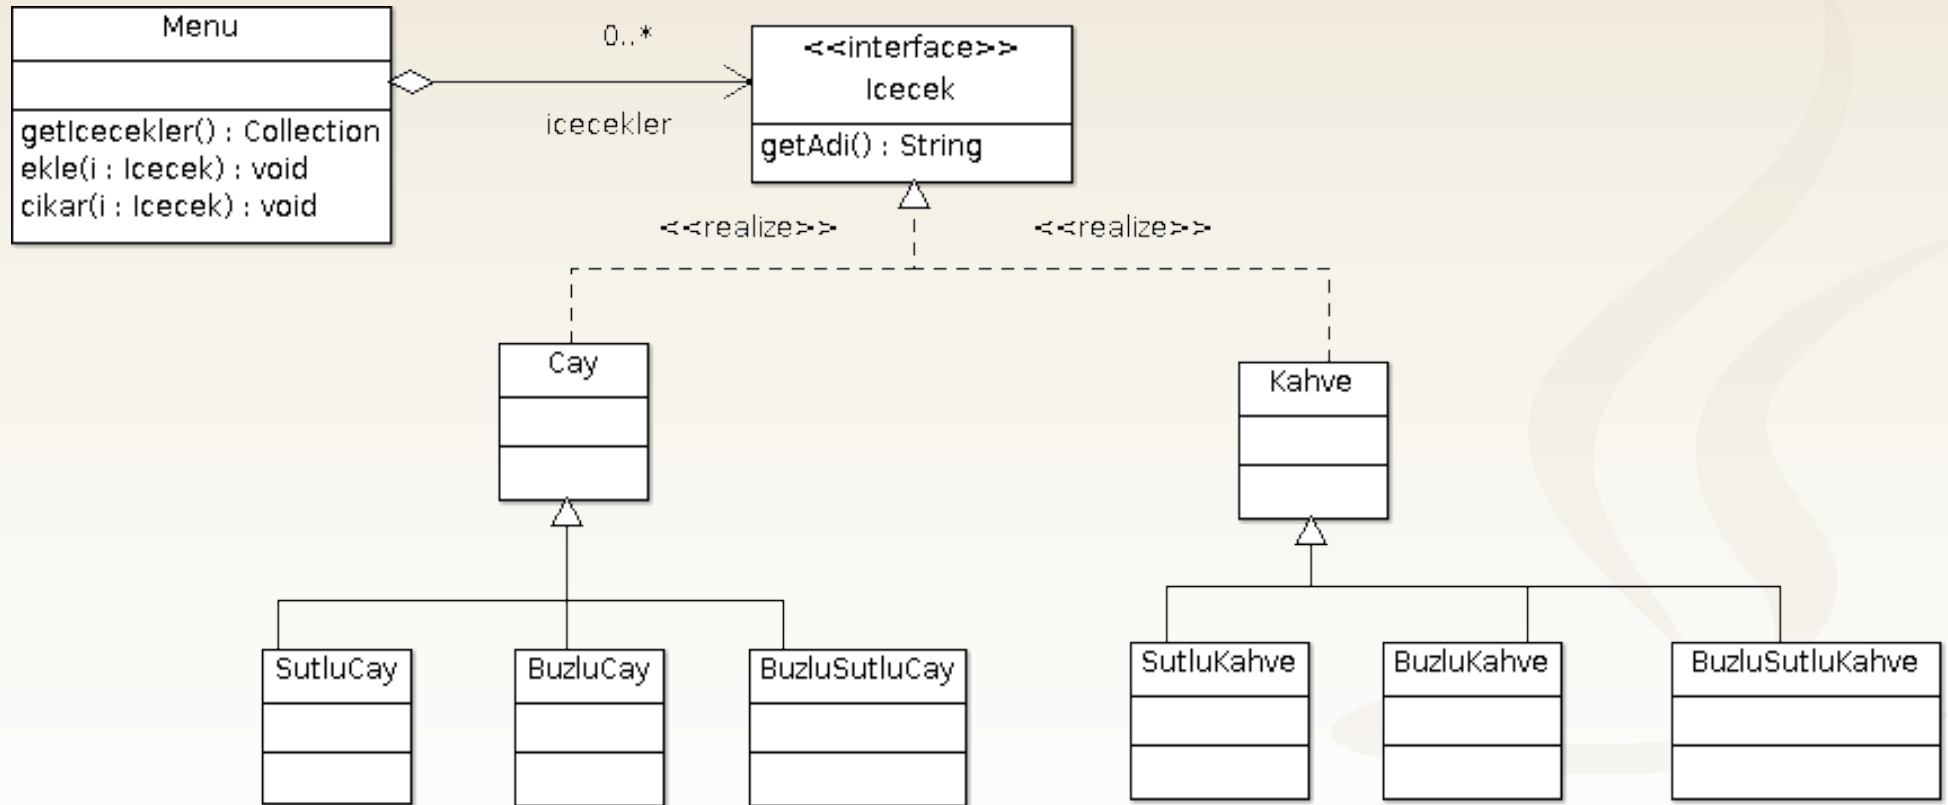 Menu
getIcecekler() : Collection
ekle(i : Icecek) : void
cikar(i : Icecek) : void
0..*
icecekler
<<interface>>
Icecek
getAdi() : String
<<realize>>
<<realize>>
Cay
Kahve
SutluCay
BuzluCay
BuzluSutluCay
SutluKahve
BuzluKahve
BuzluSutluKahve